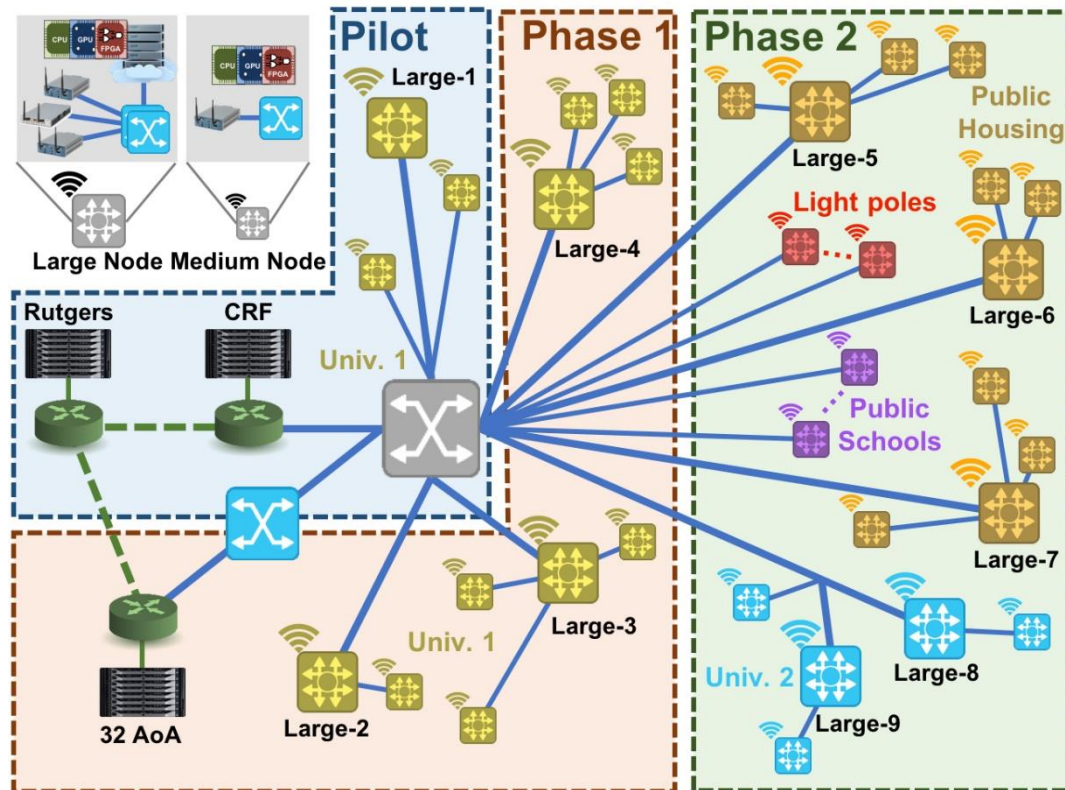 CPU
GPU
FPGA
CPU
GPU
FPGA
Large Node
Medium Node
Pilot
Phase 1
Phase 2
Large-1
Large-4
Large-5
Public
Housing
Light poles
Large-6
Rutgers
CRF
Univ. 1
Public
Schools
Large-7
Large-3
Univ. 1
Large-2
32 AoA
Univ. 2
Large-8
Large-9